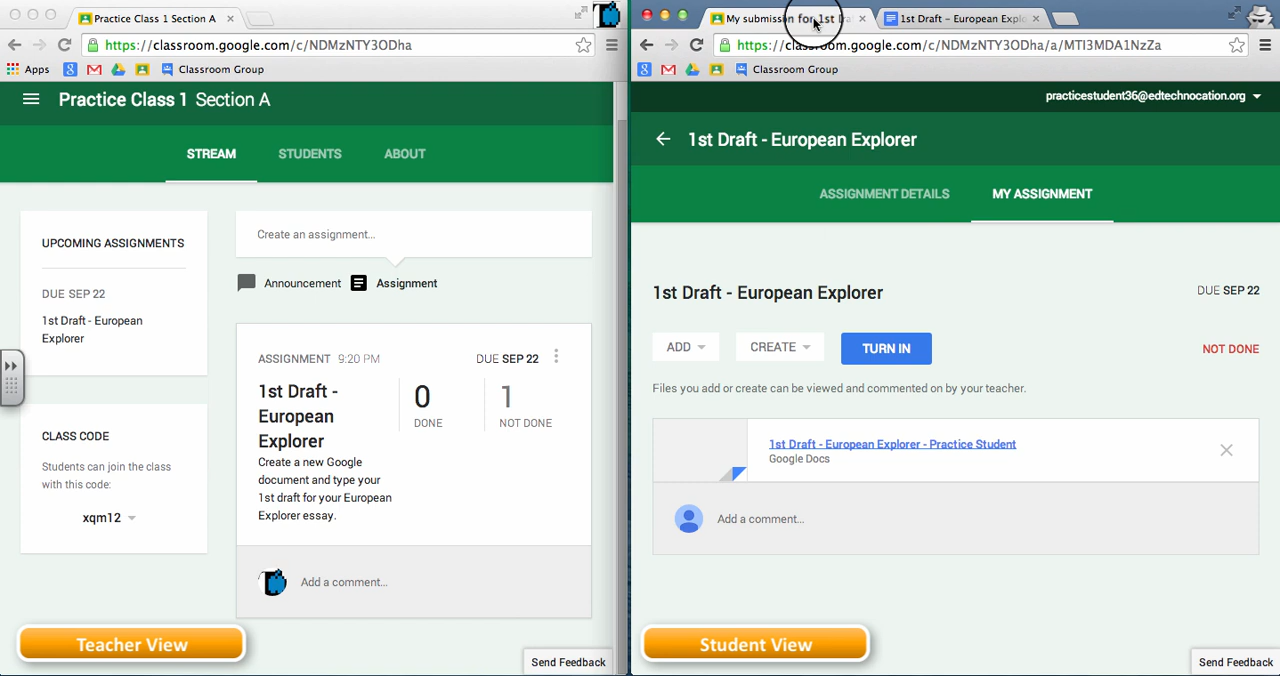 Practice Class 1 Section A
https://classroom.google.com/c/NDMzNTY3ODha
Apps
Classroom Group
Practice Class 1 Section A
STREAM STUDENTS ABOUT
UPCOMING ASSIGNMENTS
DUE SEP 22
1st Draft - European
Explorer
CLASS CODE
Students can join the class
with this code:
xqm12
Create an assignment...
Announcement Assignment
ASSIGNMENT 9:20 PM DUE SEP 22
1st Draft -
European
Explorer
0
DONE
1
NOT DONE
Create a new Google
document and type your
1st draft for your European
Explorer essay.
Add a comment...
Teacher View
Send Feedback
My submission for 1st Dr
1st Draft – European Explo
https://classroom.google.com/c/NDMzNTY3ODha/a/MTI3MDA1NzZa
Classroom Group
practicestudent36@edtechnocation.org
1st Draft - European Explorer
ASSIGNMENT DETAILS MY ASSIGNMENT
1st Draft - European Explorer DUE SEP 22
ADD CREATE TURN IN NOT DONE
Files you add or create can be viewed and commented on by your teacher.
1st Draft - European Explorer - Practice Student
Google Docs
Add a comment...
Student View
Send Feedback